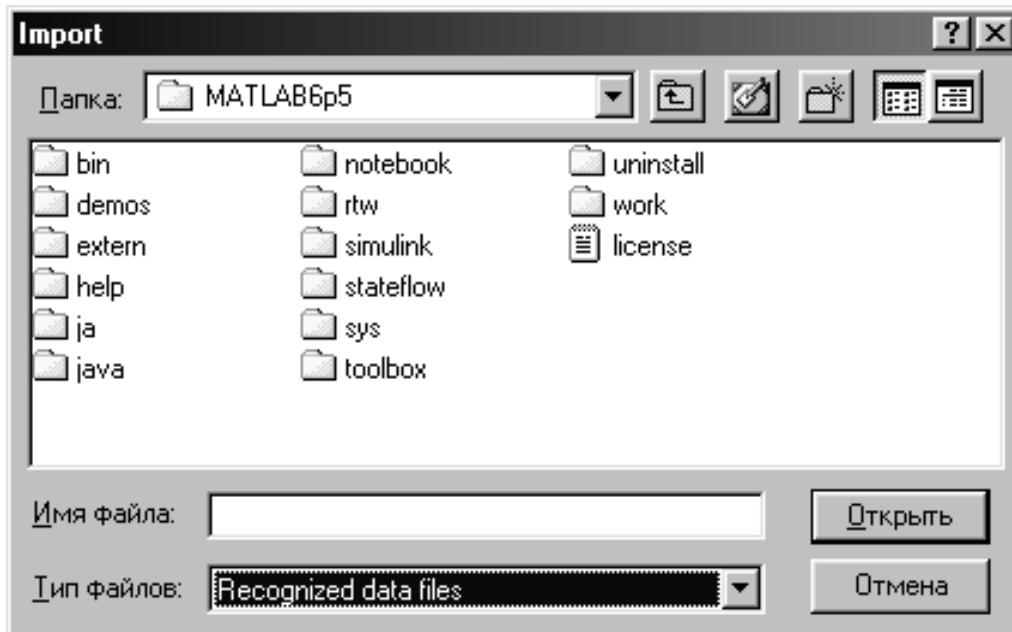 Import
Папка: MATLAB6p5
bin notebook uninstall
demos rtw work
extern simulink license
help stateflow
ja sys
java toolbox
Имя файла: Открыть
Тип файлов: Recognized data files Отмена